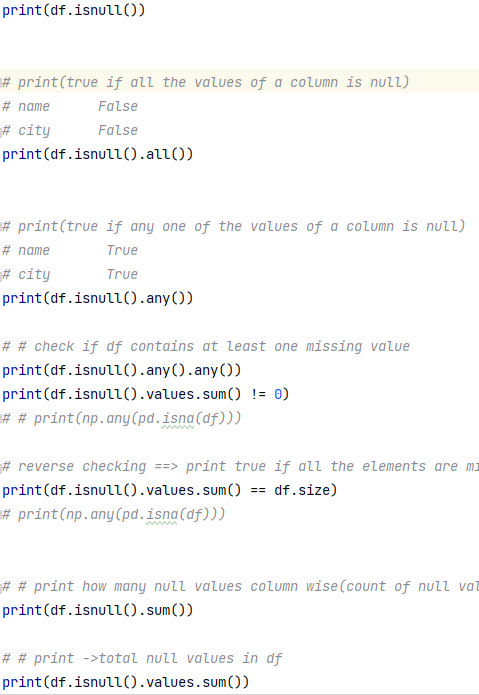 print(df.isnull())
# print(true if all the values of a column is null)
# name      False
# city      False
print(df.isnull().all())
# print(true if any one of the values of a column is null)
# name       True
# city       True
print(df.isnull().any())
# # check if df contains at least one missing value
print(df.isnull().any().any())
print(df.isnull().values.sum() != 0)
# # print(np.any(pd.isna(df)))
# reverse checking ==> print true if all the elements are
print(df.isnull().values.sum() == df.size)
# print(np.any(pd.isna(df)))
# # print how many null values column wise(count of null
print(df.isnull().sum())
# # print ->total null values in df
print(df.isnull().values.sum())